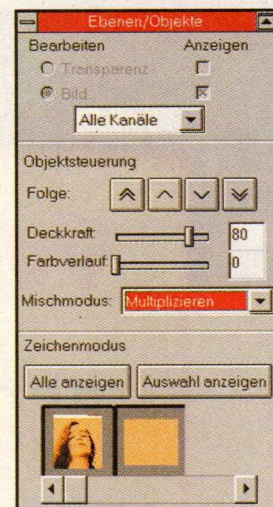 Ebenen/Objekte
Bearbeiten Anzeigen
Transparenz
Bild
Alle Kanäle
Objektsteuerung
Folge:
Deckkraft: 80
Farbverlauf: 0
Mischmodus: Multiplizieren
Zeichenmodus
Alle anzeigen Auswahl anzeigen